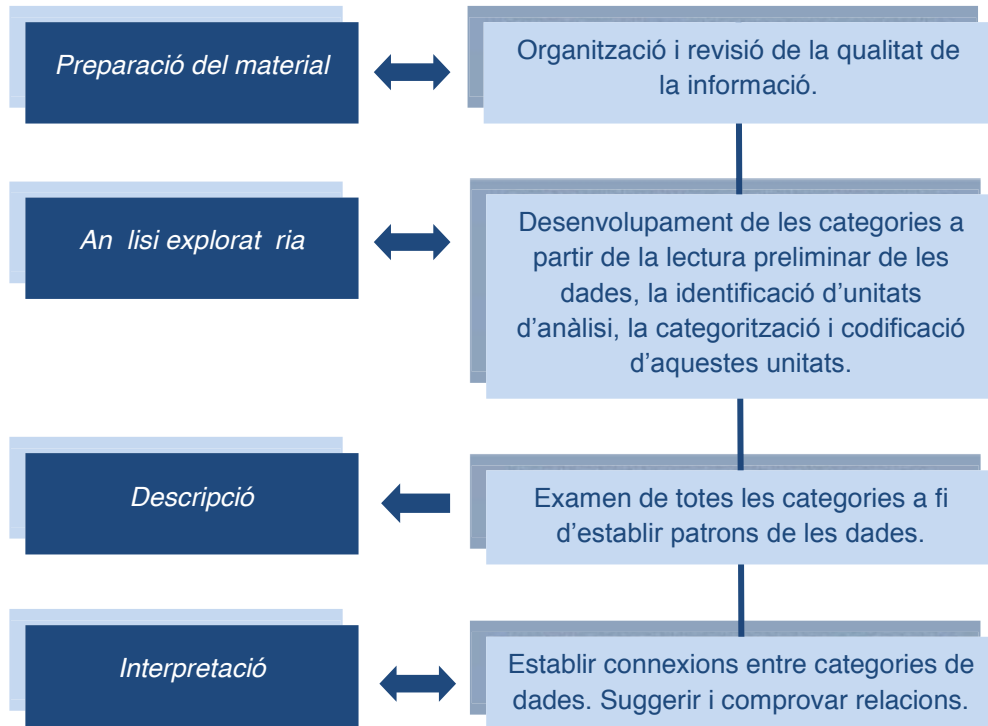 Preparació del material
Organització i revisió de la qualitat de
la informació.
An lisi explorat ria
Desenvolupament de les categories a
partir de la lectura preliminar de les
dades, la identificació d’unitats
d’anàlisi, la categorització i codificació
d’aquestes unitats.
Descripció
Examen de totes les categories a fi
d’establir patrons de les dades.
Interpretació
Establir connexions entre categories de
dades. Suggerir i comprovar relacions.